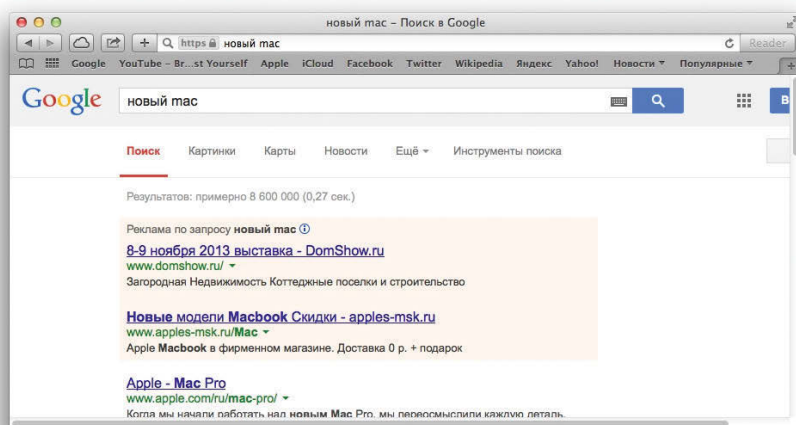 новый mac – Поиск в Google
https новый mac
Reader
Google YouTube – Br...st Yourself Apple iCloud Facebook Twitter Wikipedia Яндекс Yahoo! Новости Популярные
Google новый mac
Поиск Картинки Карты Новости Ещё Инструменты поиска
Результатов: примерно 8 600 000 (0,27 сек.)
Реклама по запросу новый mac
8-9 ноября 2013 выставка - DomShow.ru
www.domshow.ru/
Загородная Недвижимость Коттеджные поселки и строительство
Новые модели Macbook Скидки - apples-msk.ru
www.apples-msk.ru/Mac
Apple Macbook в фирменном магазине. Доставка 0 р. + подарок
Apple - Mac Pro
www.apple.com/ru/mac-pro/
Когда мы начали работать над новым Mac Pro, мы переосмыслили каждую деталь.